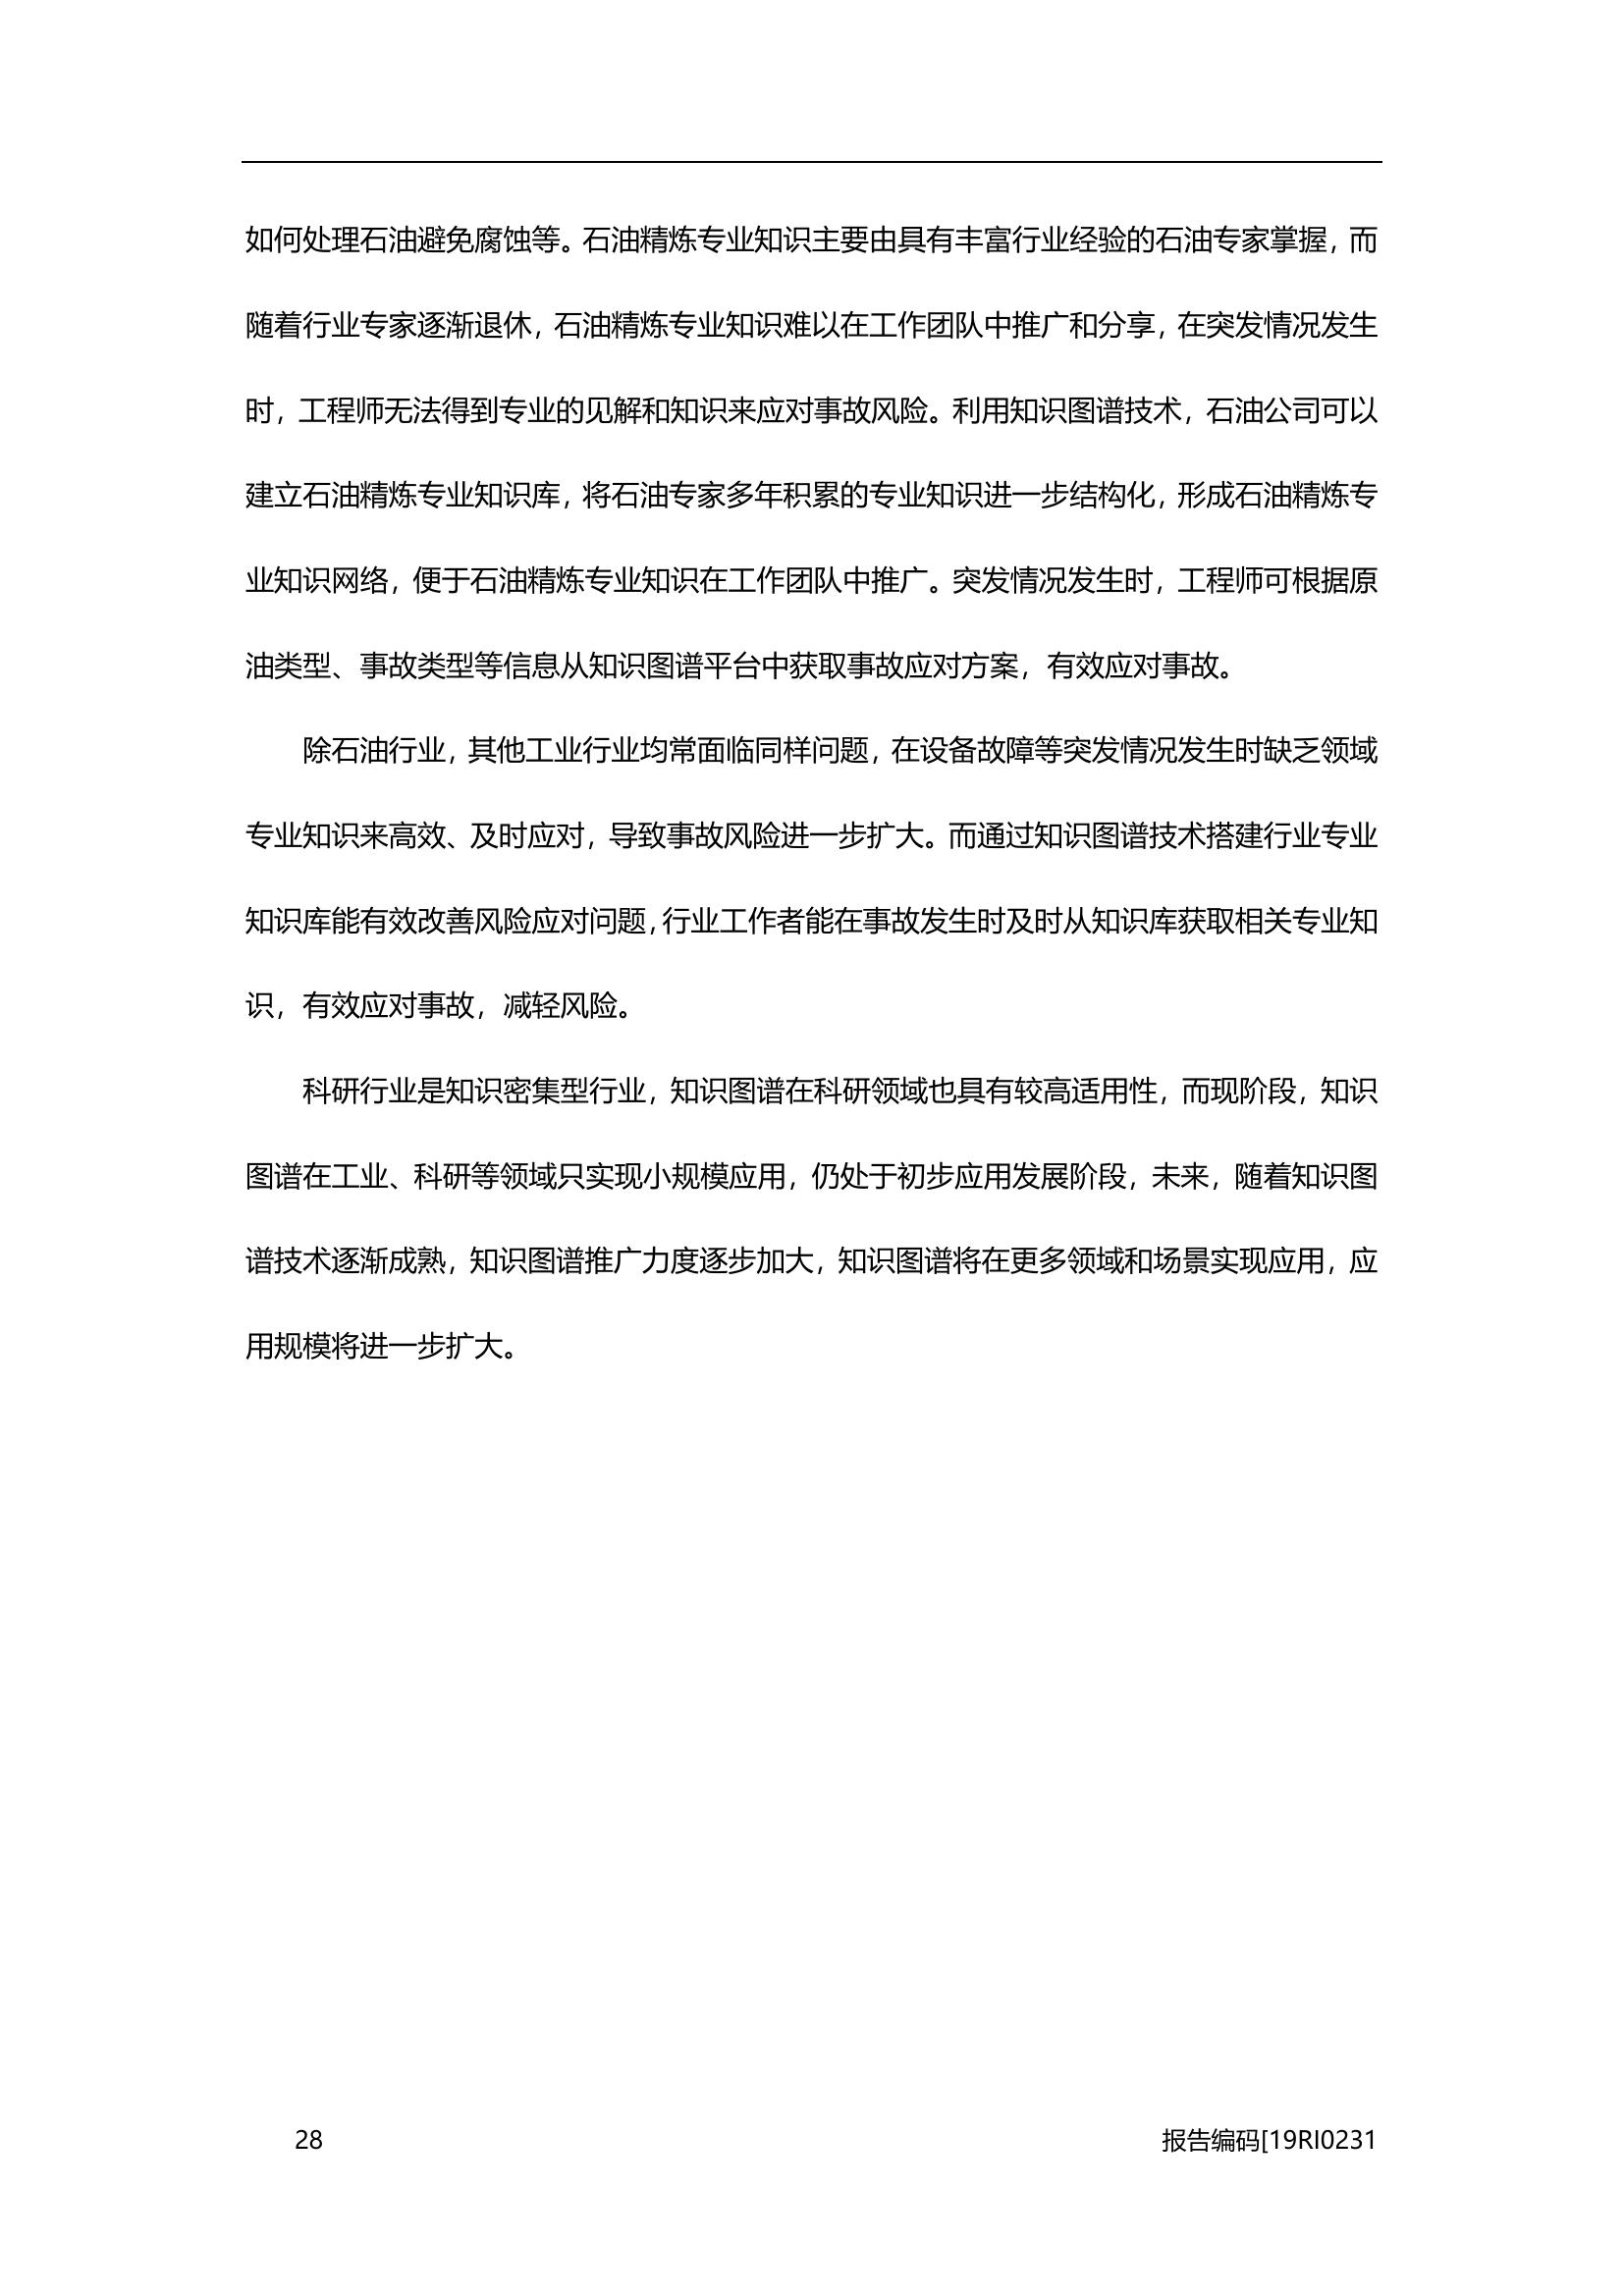 如何处理石油避免腐蚀等。石油精炼专业知识主要由具有丰富行业经验的石油专家掌握，而
随着行业专家逐渐退休，石油精炼专业知识难以在工作团队中推广和分享，在突发情况发生
时，工程师无法得到专业的见解和知识来应对事故风险。利用知识图谱技术，石油公司可以
建立石油精炼专业知识库，将石油专家多年积累的专业知识进一步结构化，形成石油精炼专
业知识网络，便于石油精炼专业知识在工作团队中推广。突发情况发生时，工程师可根据原
油类型、事故类型等信息从知识图谱平台中获取事故应对方案，有效应对事故。
除石油行业，其他工业行业均常面临同样问题，在设备故障等突发情况发生时缺乏领域
专业知识来高效、及时应对，导致事故风险进一步扩大。而通过知识图谱技术搭建行业专业
知识库能有效改善风险应对问题，行业工作者能在事故发生时及时从知识库获取相关专业知
识，有效应对事故，减轻风险。
科研行业是知识密集型行业，知识图谱在科研领域也具有较高适用性，而现阶段，知识
图谱在工业、科研等领域只实现小规模应用，仍处于初步应用发展阶段，未来，随着知识图
谱技术逐渐成熟，知识图谱推广力度逐步加大，知识图谱将在更多领域和场景实现应用，应
用规模将进一步扩大。
28 报告编码[19RI0231